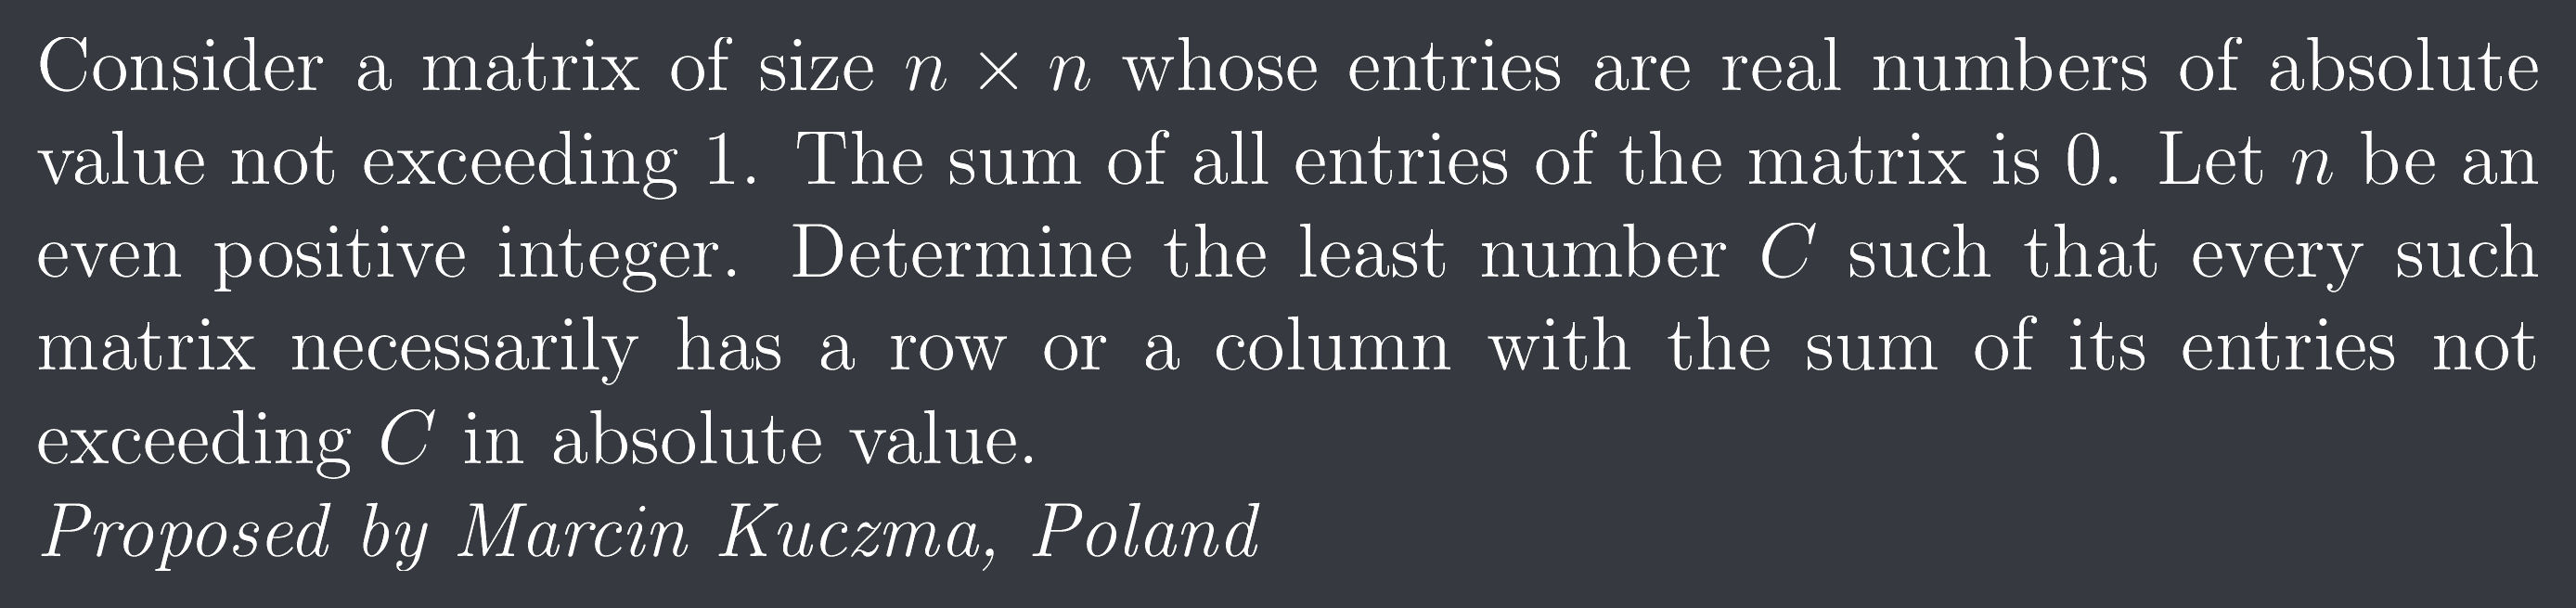 Consider a matrix of size n × n whose entries are real numbers of absolute
value not exceeding 1. The sum of all entries of the matrix is 0. Let n be an
even positive integer. Determine the least number C such that every such
matrix necessarily has a row or a column with the sum of its entries not
exceeding C in absolute value.
Proposed by Marcin Kuczma, Poland